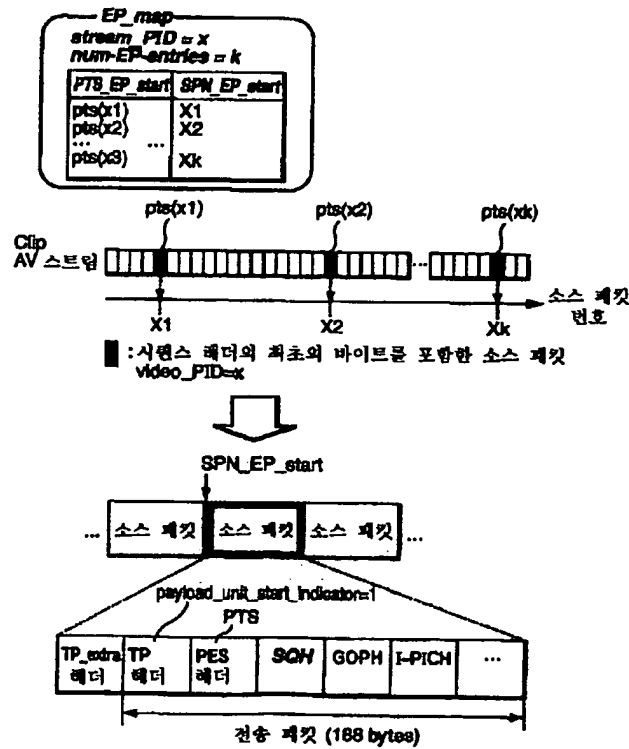 EP_map
stream_PID = x
num-EP-entries = k
PTS_EP_start SPN_EP_start
pts(x1) X1
pts(x2) X2
... ...
pts(x3) Xk
pts(x1) pts(x2) pts(xk)
Clip
AV 스트림
...
X1 X2 Xk
소스 패킷
번호
:시퀀스 헤더의 최초의 바이트를 포함한 소스 패킷
video_PID=x
SPN_EP_start
... 소스 패킷 소스 패킷 소스 패킷 ...
payload_unit_start_indicator=1
PTS
TP_extra TP PES SQH GOPH I-PICH ...
헤더 헤더 헤더
전송 패킷 (188 bytes)